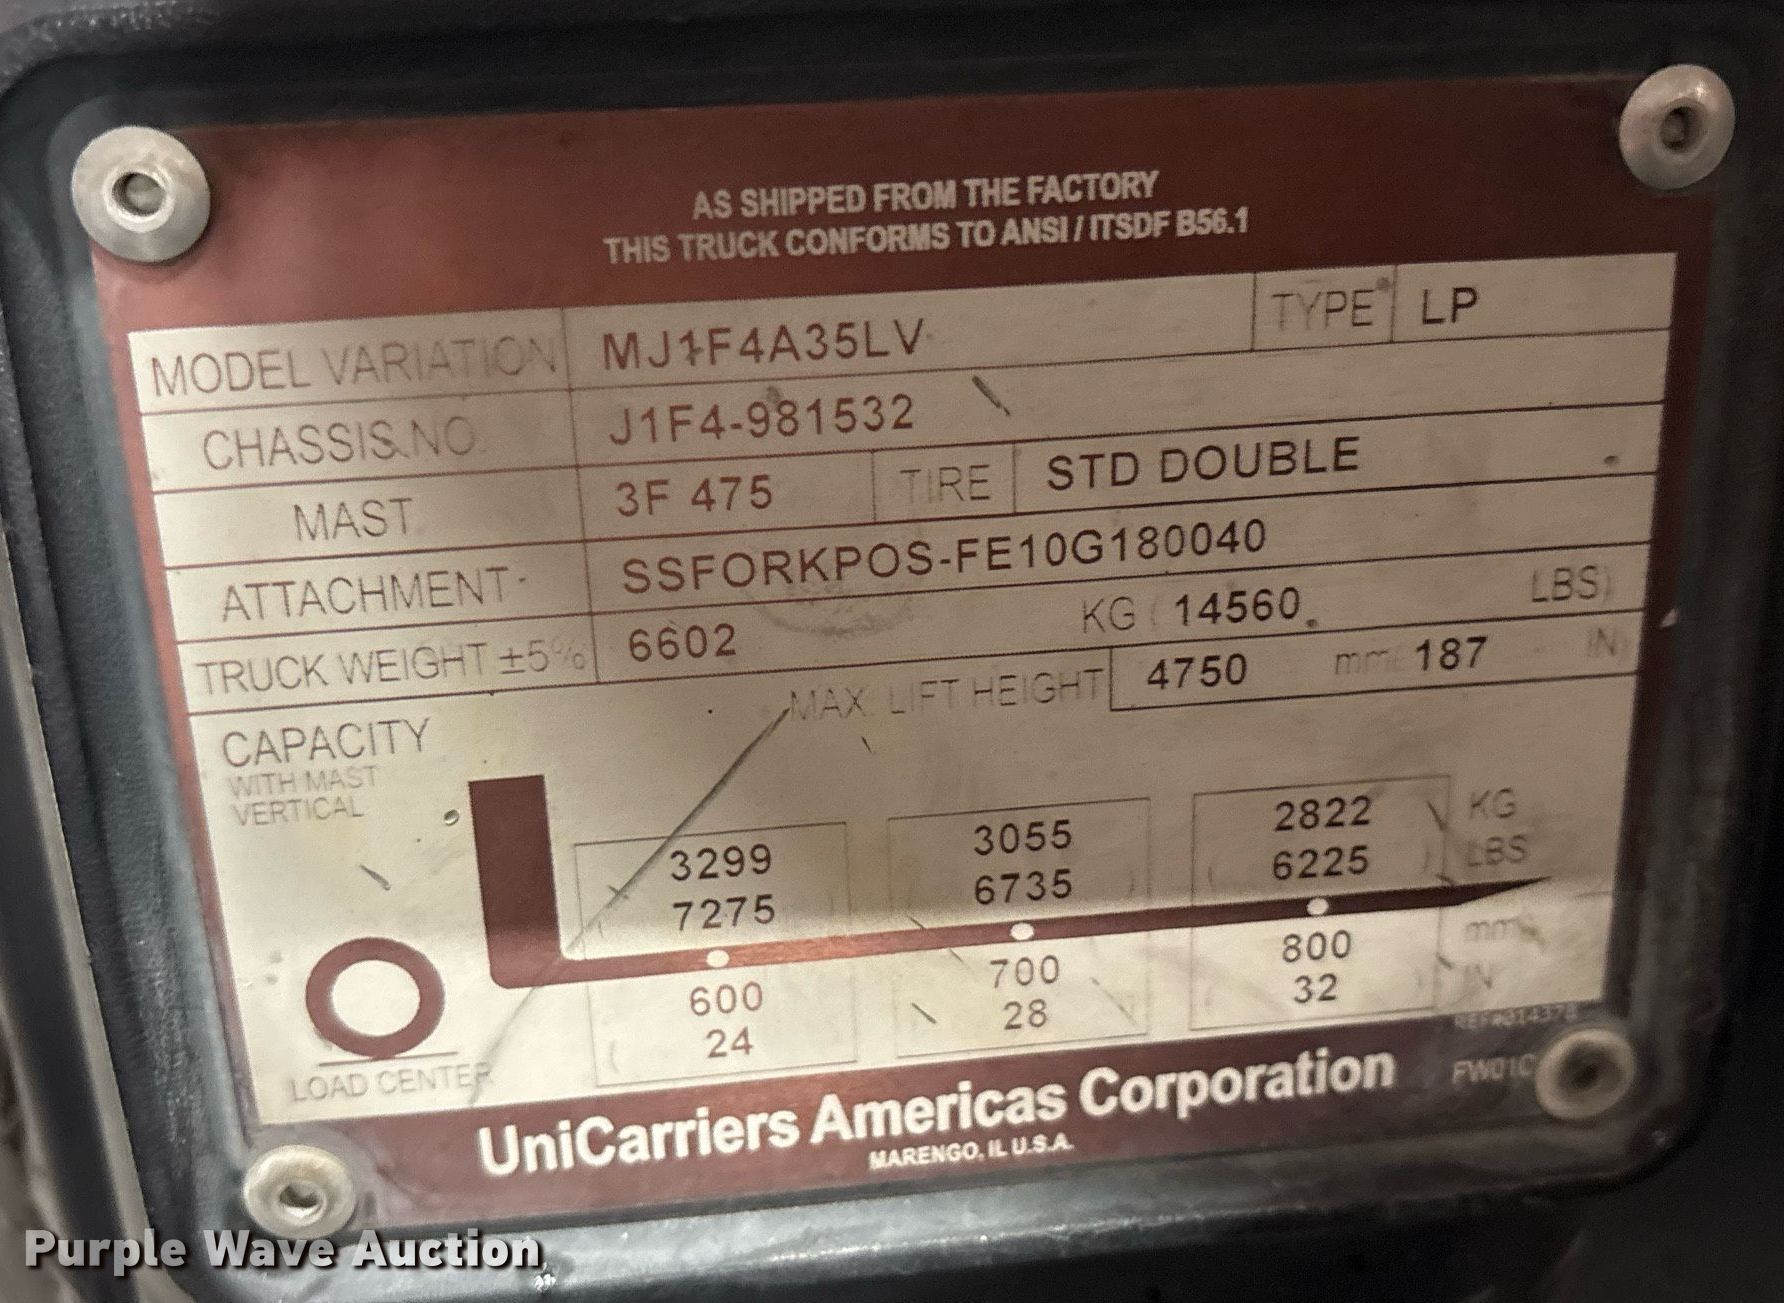 AS SHIPPED FROM THE FACTORY
THIS TRUCK CONFORMS TO ANSI / ITSDF B56.1
MODEL VARIATION MJ1F4A35LV TYPE LP
CHASSIS NO. J1F4-981532
MAST 3F 475 TIRE STD DOUBLE
ATTACHMENT SSFORKPOS-FE10G180040
TRUCK WEIGHT ±5% 6602 KG ( 14560 LBS)
MAX. LIFT HEIGHT 4750 mm ( 187 IN)
CAPACITY
WITH MAST
VERTICAL
3299 3055 2822 KG
( 7275 ) ( 6735 ) ( 6225 ) LBS
600 700 800 mm
( 24 ) ( 28 ) ( 32 ) IN
LOAD CENTER
FW01C
UniCarriers Americas Corporation
MARENGO, IL U.S.A.
Purple Wave Auction